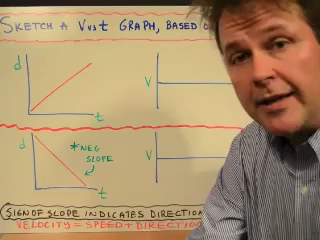 SKETCH A V vs t GRAPH, BASED O
d
t
V
d
* NEG
SLOPE
t
V
SIGN OF SLOPE INDICATES DIRECTION
VELOCITY = SPEED + DIRECTION